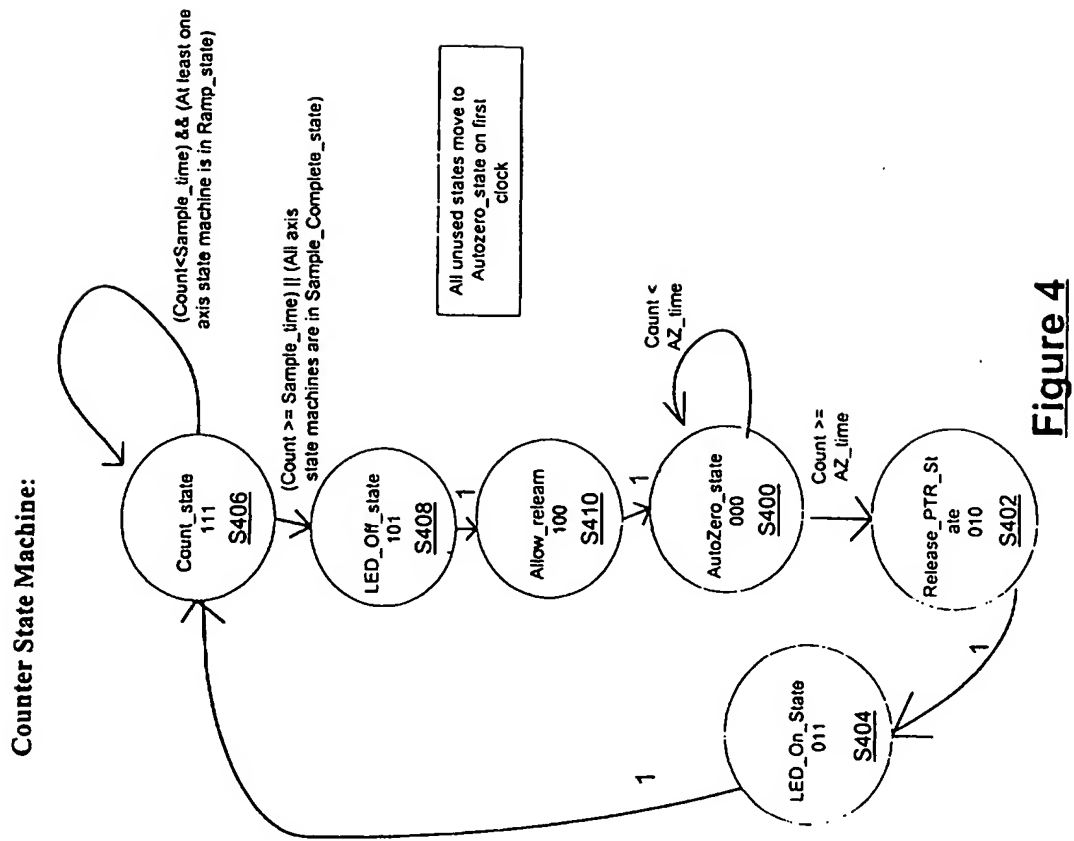 Counter State Machine:
(Count<Sample_time) && (At least one
axis state machine is in Ramp_state)
Count_state
111
S406
(Count >= Sample_time) || (All axis
state machines are in Sample_Complete_state)
LED_Off_state
101
S408
1
Allow_relearn
100
S410
1
All unused states move to
Autozero_state on first
clock
AutoZero_state
000
S400
Count <
AZ_time
Count >=
AZ_time
Release_PTR_St
ate
010
S402
1
LED_On_State
011
S404
1
Figure 4